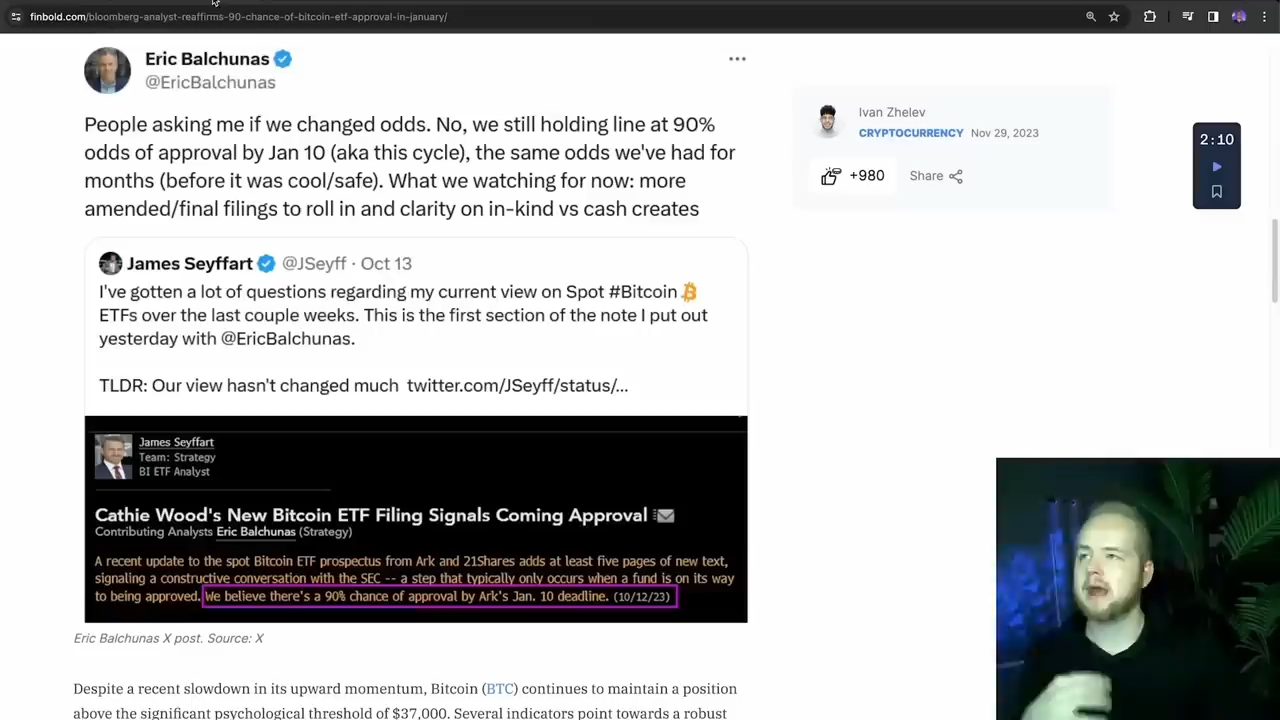 finbold.com/bloomberg-analyst-reaffirms-90-chance-of-bitcoin-etf-approval-in-january/
Eric Balchunas
@EricBalchunas
People asking me if we changed odds. No, we still holding line at 90%
odds of approval by Jan 10 (aka this cycle), the same odds we've had for
months (before it was cool/safe). What we watching for now: more
amended/final filings to roll in and clarity on in-kind vs cash creates
James Seyffart @JSeyff · Oct 13
I've gotten a lot of questions regarding my current view on Spot #Bitcoin
ETFs over the last couple weeks. This is the first section of the note I put out
yesterday with @EricBalchunas.
TLDR: Our view hasn't changed much twitter.com/JSeyff/status/...
James Seyffart
Team: Strategy
BI ETF Analyst
Cathie Wood's New Bitcoin ETF Filing Signals Coming Approval
Contributing Analysts Eric Balchunas (Strategy)
A recent update to the spot Bitcoin ETF prospectus from Ark and 21Shares adds at least five pages of new text,
signaling a constructive conversation with the SEC -- a step that typically only occurs when a fund is on its way
to being approved. We believe there's a 90% chance of approval by Ark's Jan. 10 deadline. (10/12/23)
Eric Balchunas X post. Source: X
Despite a recent slowdown in its upward momentum, Bitcoin (BTC) continues to maintain a position
above the significant psychological threshold of $37,000. Several indicators point towards a robust
Ivan Zhelev
CRYPTOCURRENCY Nov 29, 2023
+980 Share
2:10